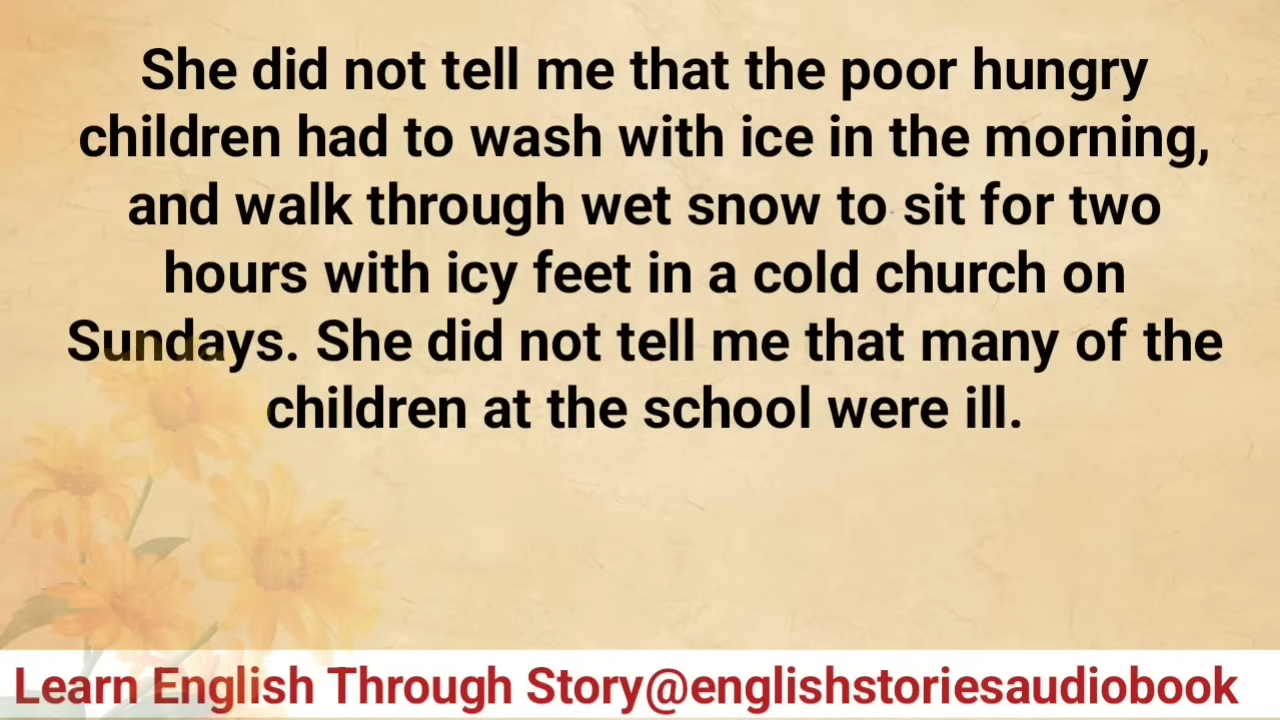 She did not tell me that the poor hungry
children had to wash with ice in the morning,
and walk through wet snow to sit for two
hours with icy feet in a cold church on
Sundays. She did not tell me that many of the
children at the school were ill.
Learn English Through Story@englishstoriesaudiobook